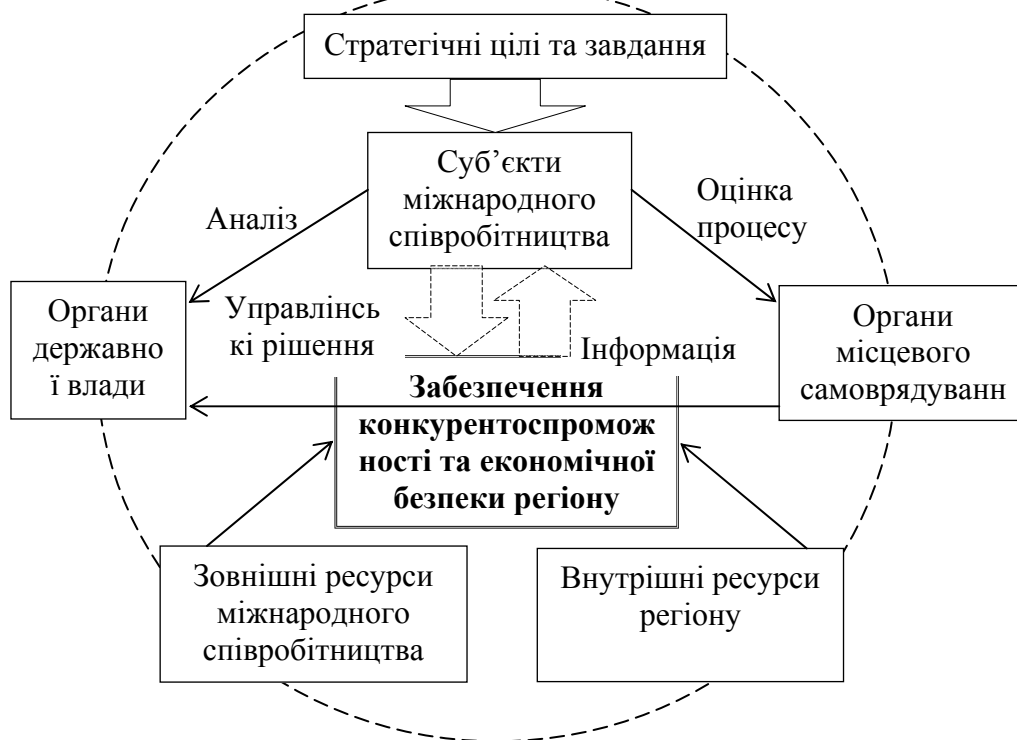 Стратегічні цілі та завдання
Суб’єкти
міжнародного
співробітництва
Аналіз
Оцінка
процесу
Органи
державно
ї влади
Управлінсь
кі рішення
Інформація
Органи
місцевого
самоврядуванн
Забезпечення
конкурентоспромож
ності та економічної
безпеки регіону
Зовнішні ресурси
міжнародного
співробітництва
Внутрішні ресурси
регіону